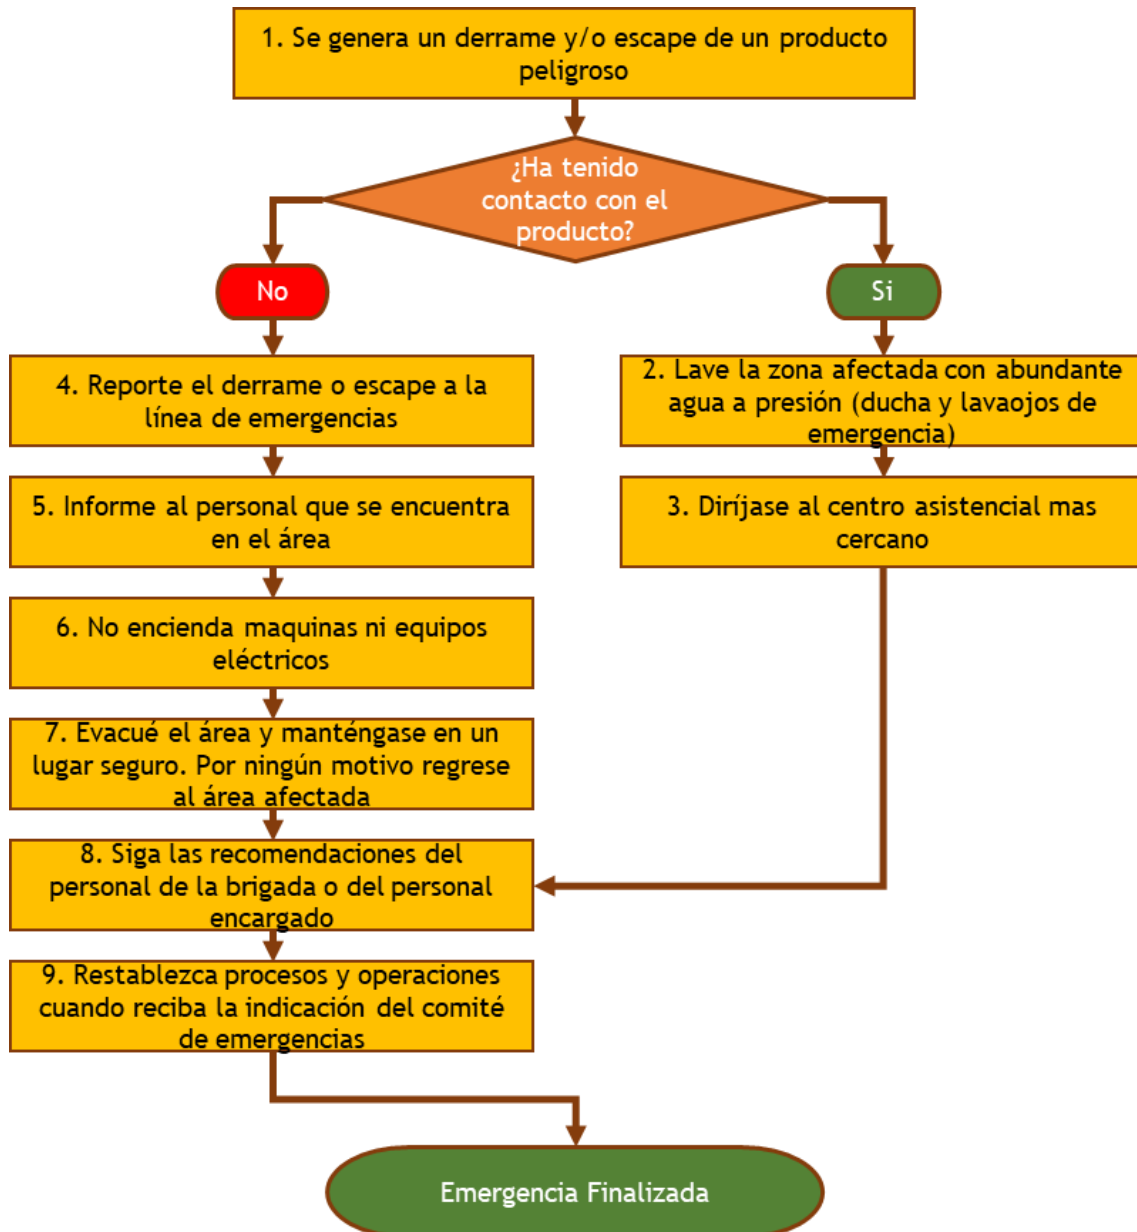 1. Se genera un derrame y/o escape de un producto
peligroso
¿Ha tenido
contacto con el
producto?
No
Si
4. Reporte el derrame o escape a la
línea de emergencias
2. Lave la zona afectada con abundante
agua a presión (ducha y lavaojos de
emergencia)
5. Informe al personal que se encuentra
en el área
3. Diríjase al centro asistencial mas
cercano
6. No encienda maquinas ni equipos
eléctricos
7. Evacué el área y manténgase en un
lugar seguro. Por ningún motivo regrese
al área afectada
8. Siga las recomendaciones del
personal de la brigada o del personal
encargado
9. Restablezca procesos y operaciones
cuando reciba la indicación del comité
de emergencias
Emergencia Finalizada